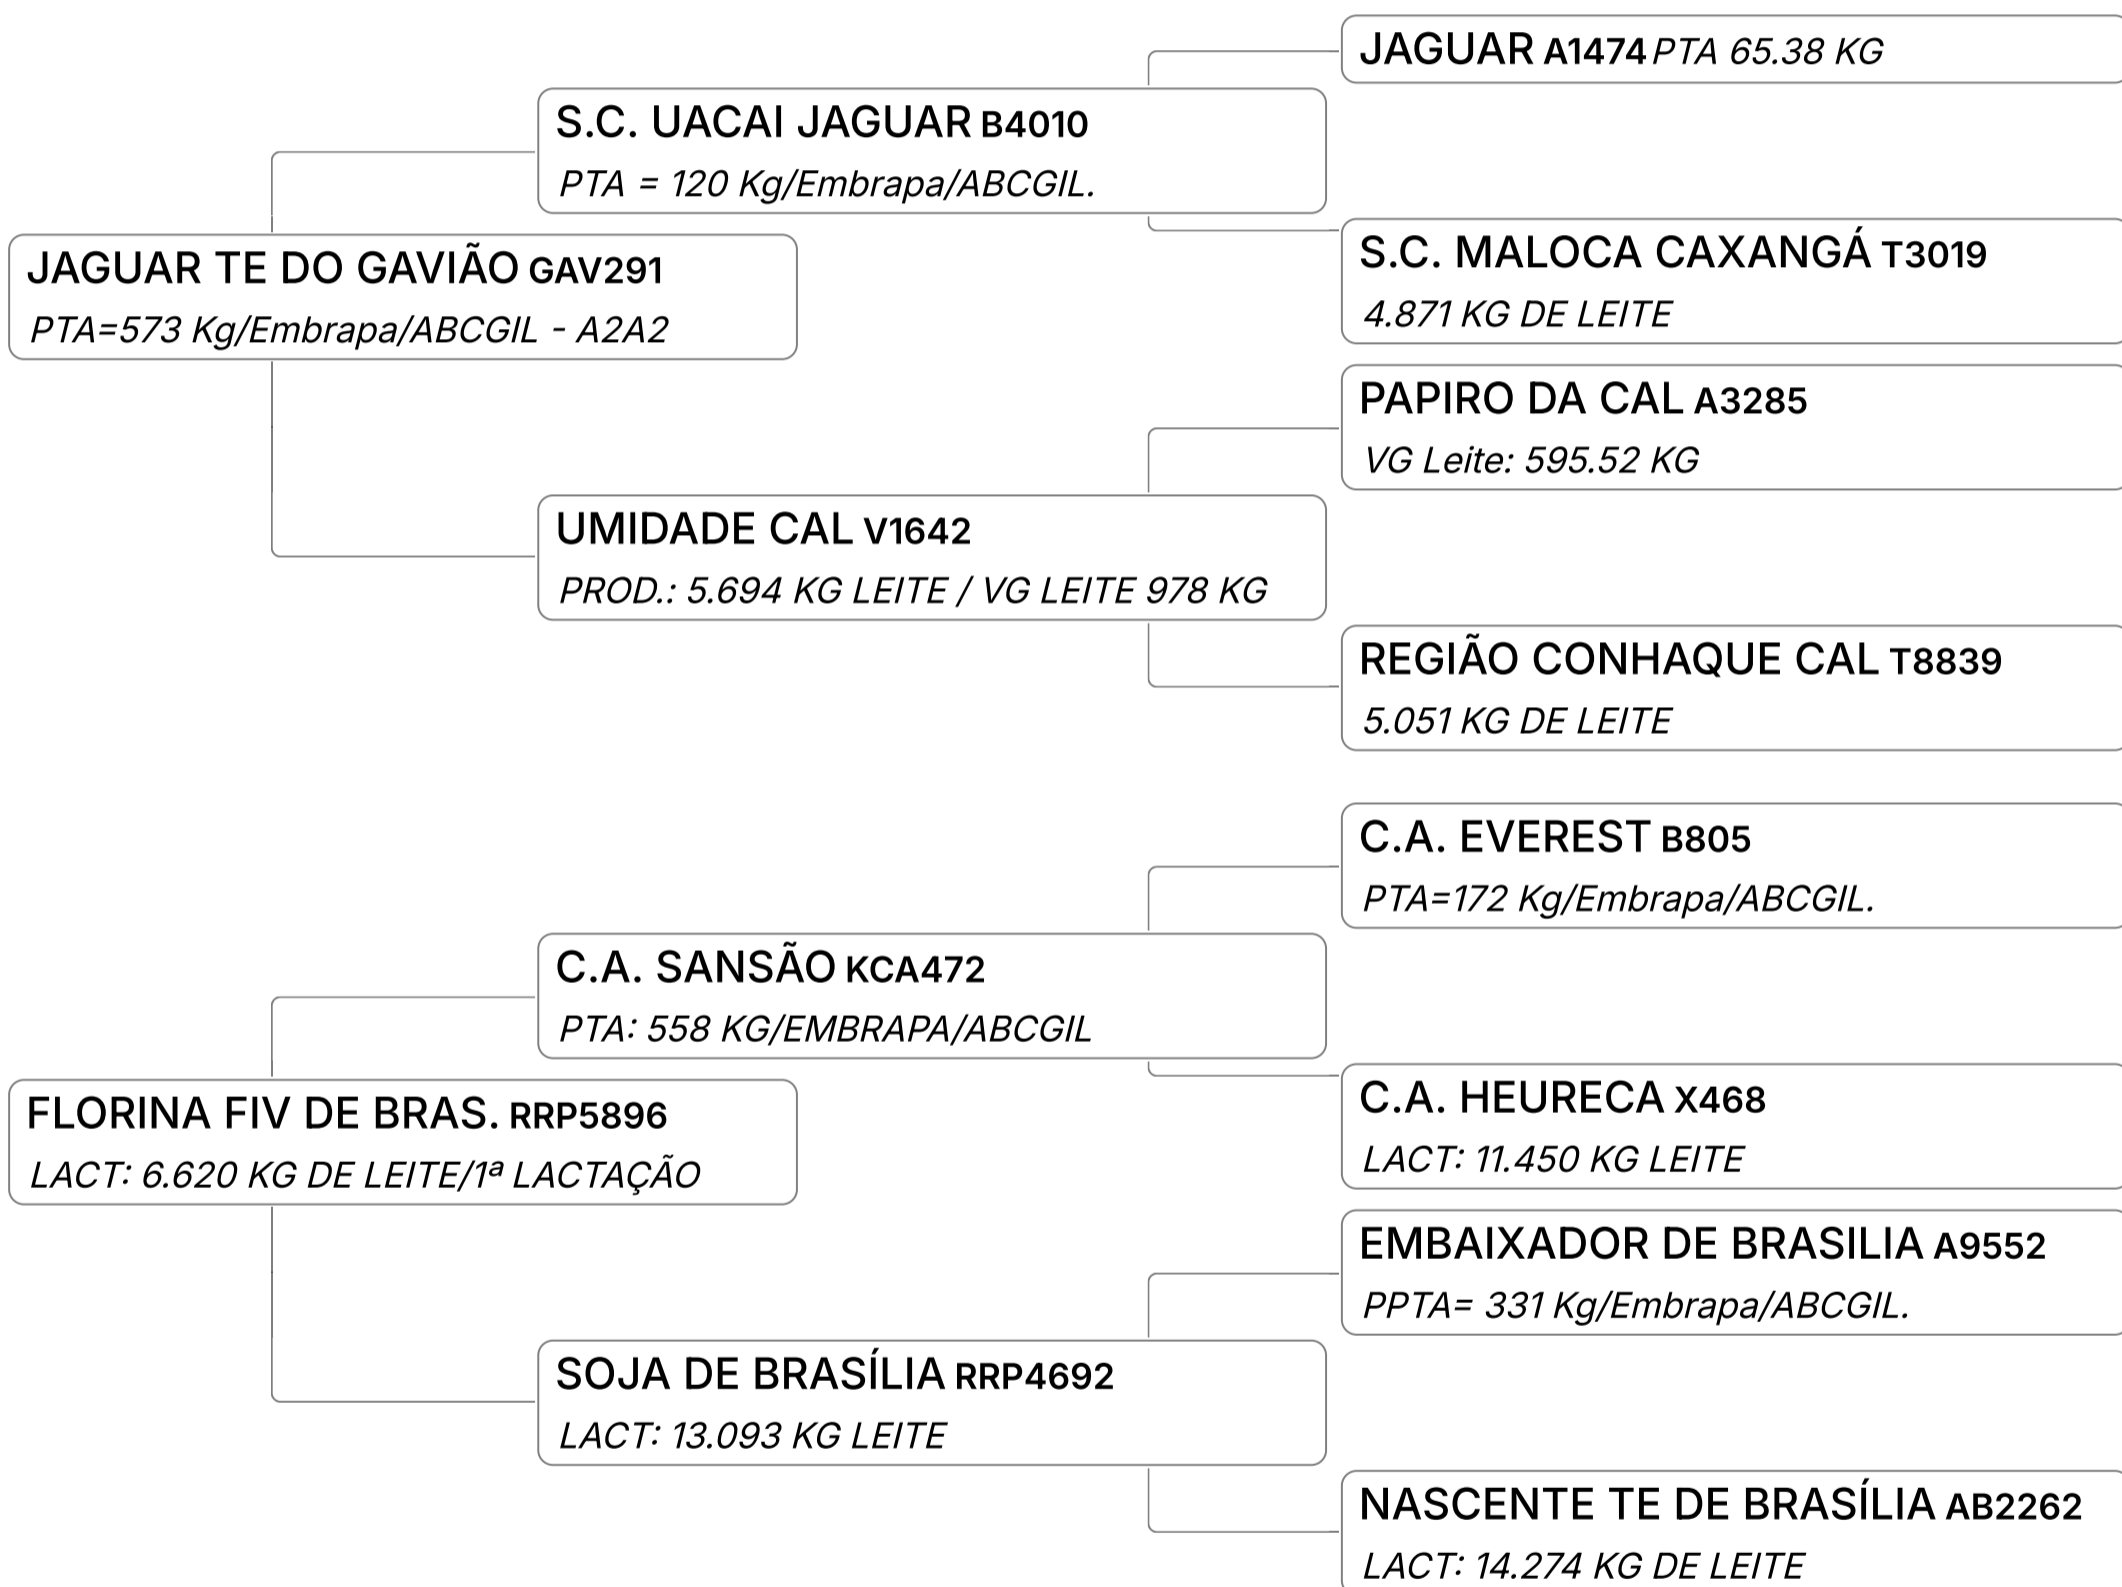 JAGUAR A1474 PTA 65.38 KG
S.C. UACAI JAGUAR B4010
PTA = 120 Kg/Embrapa/ABCGIL.
S.C. MALOCA CAXANGÁ T3019
4.871 KG DE LEITE
JAGUAR TE DO GAVIÃO GAV291
PTA=573 Kg/Embrapa/ABCGIL - A2A2
PAPIRO DA CAL A3285
VG Leite: 595.52 KG
UMIDADE CAL V1642
PROD.: 5.694 KG LEITE / VG LEITE 978 KG
REGIÃO CONHAQUE CAL T8839
5.051 KG DE LEITE
C.A. EVEREST B805
PTA=172 Kg/Embrapa/ABCGIL.
C.A. SANSÃO KCA472
PTA: 558 KG/EMBRAPA/ABCGIL
C.A. HEURECA X468
LACT: 11.450 KG LEITE
FLORINA FIV DE BRAS. RRP5896
LACT: 6.620 KG DE LEITE/1ª LACTAÇÃO
EMBAIXADOR DE BRASILIA A9552
PPTA= 331 Kg/Embrapa/ABCGIL.
SOJA DE BRASÍLIA RRP4692
LACT: 13.093 KG LEITE
NASCENTE TE DE BRASÍLIA AB2262
LACT: 14.274 KG DE LEITE